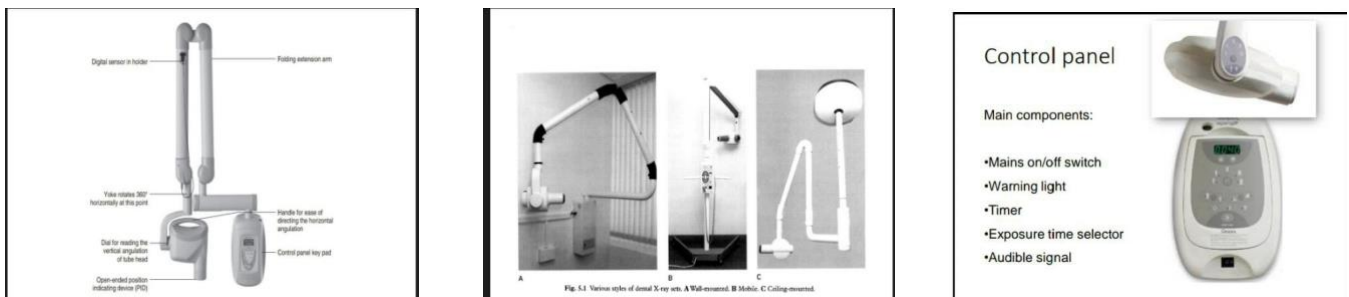 Digital sensor in holder
Folding extension arm
Yoke rotates 360°
horizontally at this point
Handle for ease of
directing the horizontal
angulation
Dial for reading the
vertical angulation
of tube head
Control panel key pad
Open-ended position
indicating device (PID)
A
B
C
Fig. 5.1 Various styles of dental X-ray sets. A Wall-mounted. B Mobile. C Ceiling-mounted.
Control panel
Main components:
•Mains on/off switch
•Warning light
•Timer
•Exposure time selector
•Audible signal